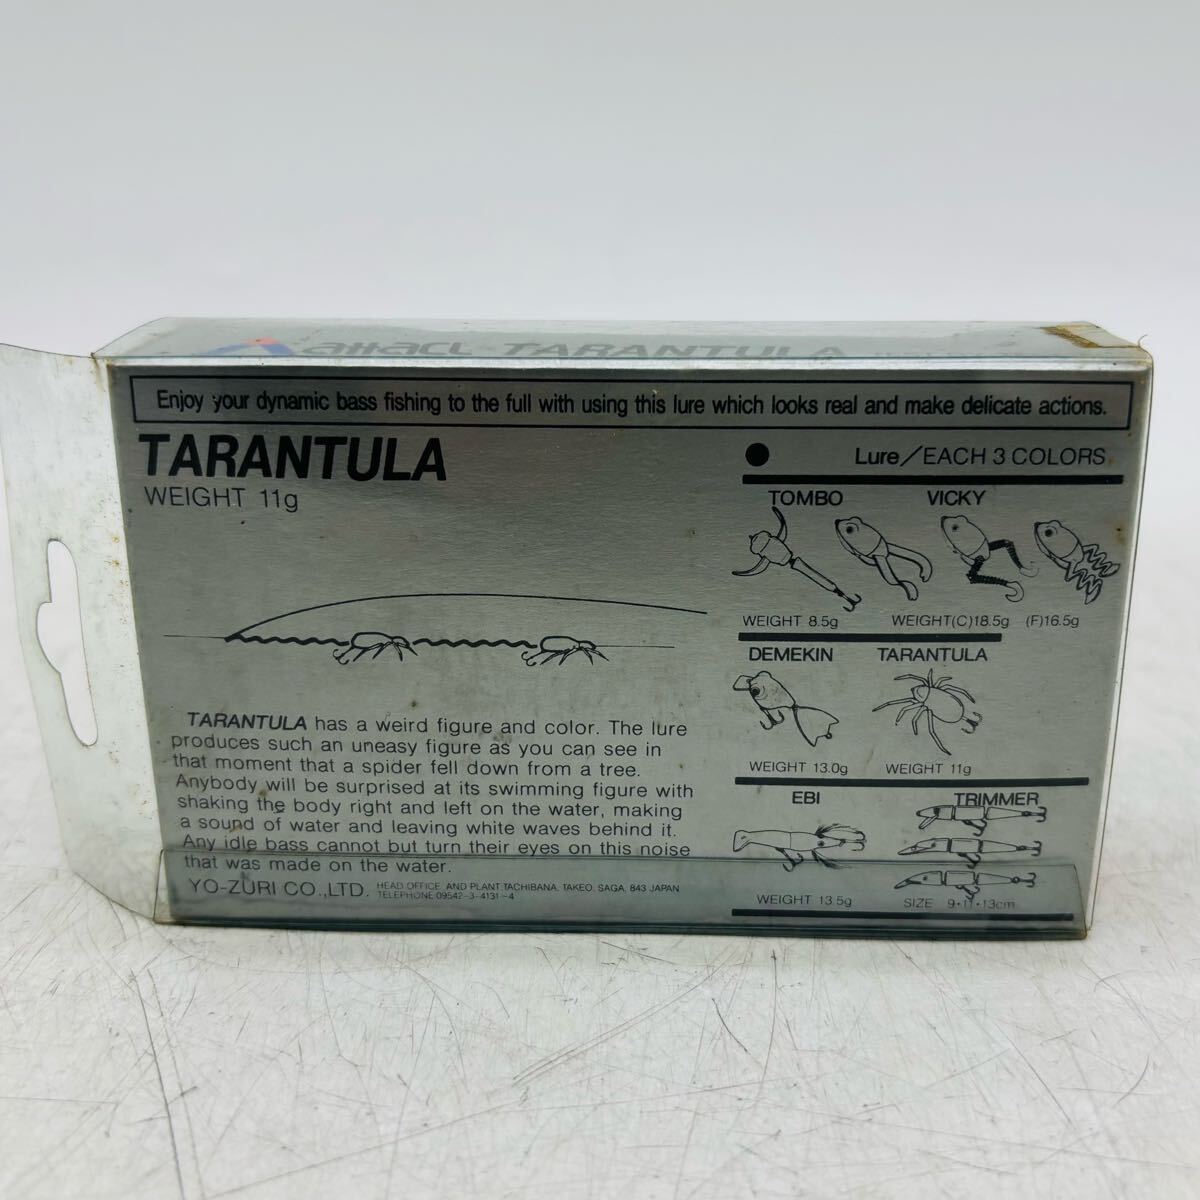 attacL TARANTULA
Enjoy your dynamic bass fishing to the full with using this lure which looks real and make delicate actions.
TARANTULA
WEIGHT 11g
TARANTULA has a weird figure and color. The lure
produces such an uneasy figure as you can see in
that moment that a spider fell down from a tree.
Anybody will be surprised at its swimming figure with
shaking the body right and left on the water, making
a sound of water and leaving white waves behind it.
Any idle bass cannot but turn their eyes on this noise
that was made on the water.
YO-ZURI CO.,LTD. HEAD OFFICE AND PLANT TACHIBANA, TAKEO, SAGA, 843 JAPAN
TELEPHONE 09542-3-4131-4
Lure/EACH 3 COLORS
TOMBO VICKY
WEIGHT 8.5g WEIGHT(C)18.5g (F)16.5g
DEMEKIN TARANTULA
WEIGHT 13.0g WEIGHT 11g
EBI TRIMMER
WEIGHT 13.5g SIZE 9·11·13cm